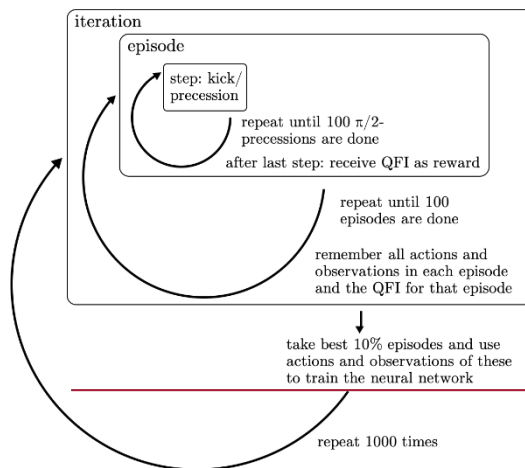 iteration
episode
step: kick/
precession
repeat until 100 π/2-
precessions are done
after last step: receive QFI as reward
repeat until 100
episodes are done
remember all actions and
observations in each episode
and the QFI for that episode
take best 10% episodes and use
actions and observations of these
to train the neural network
repeat 1000 times